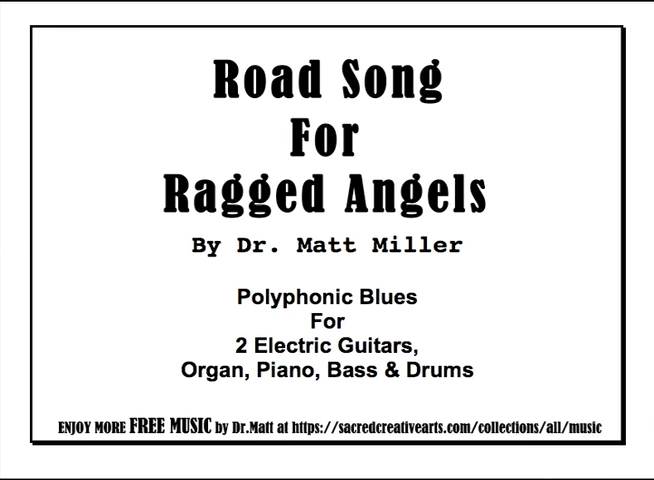 Road Song
For
Ragged Angels
By Dr. Matt Miller
Polyphonic Blues
For
2 Electric Guitars,
Organ, Piano, Bass & Drums
ENJOY MORE FREE MUSIC by Dr.Matt at https://sacredcreativearts.com/collections/all/music